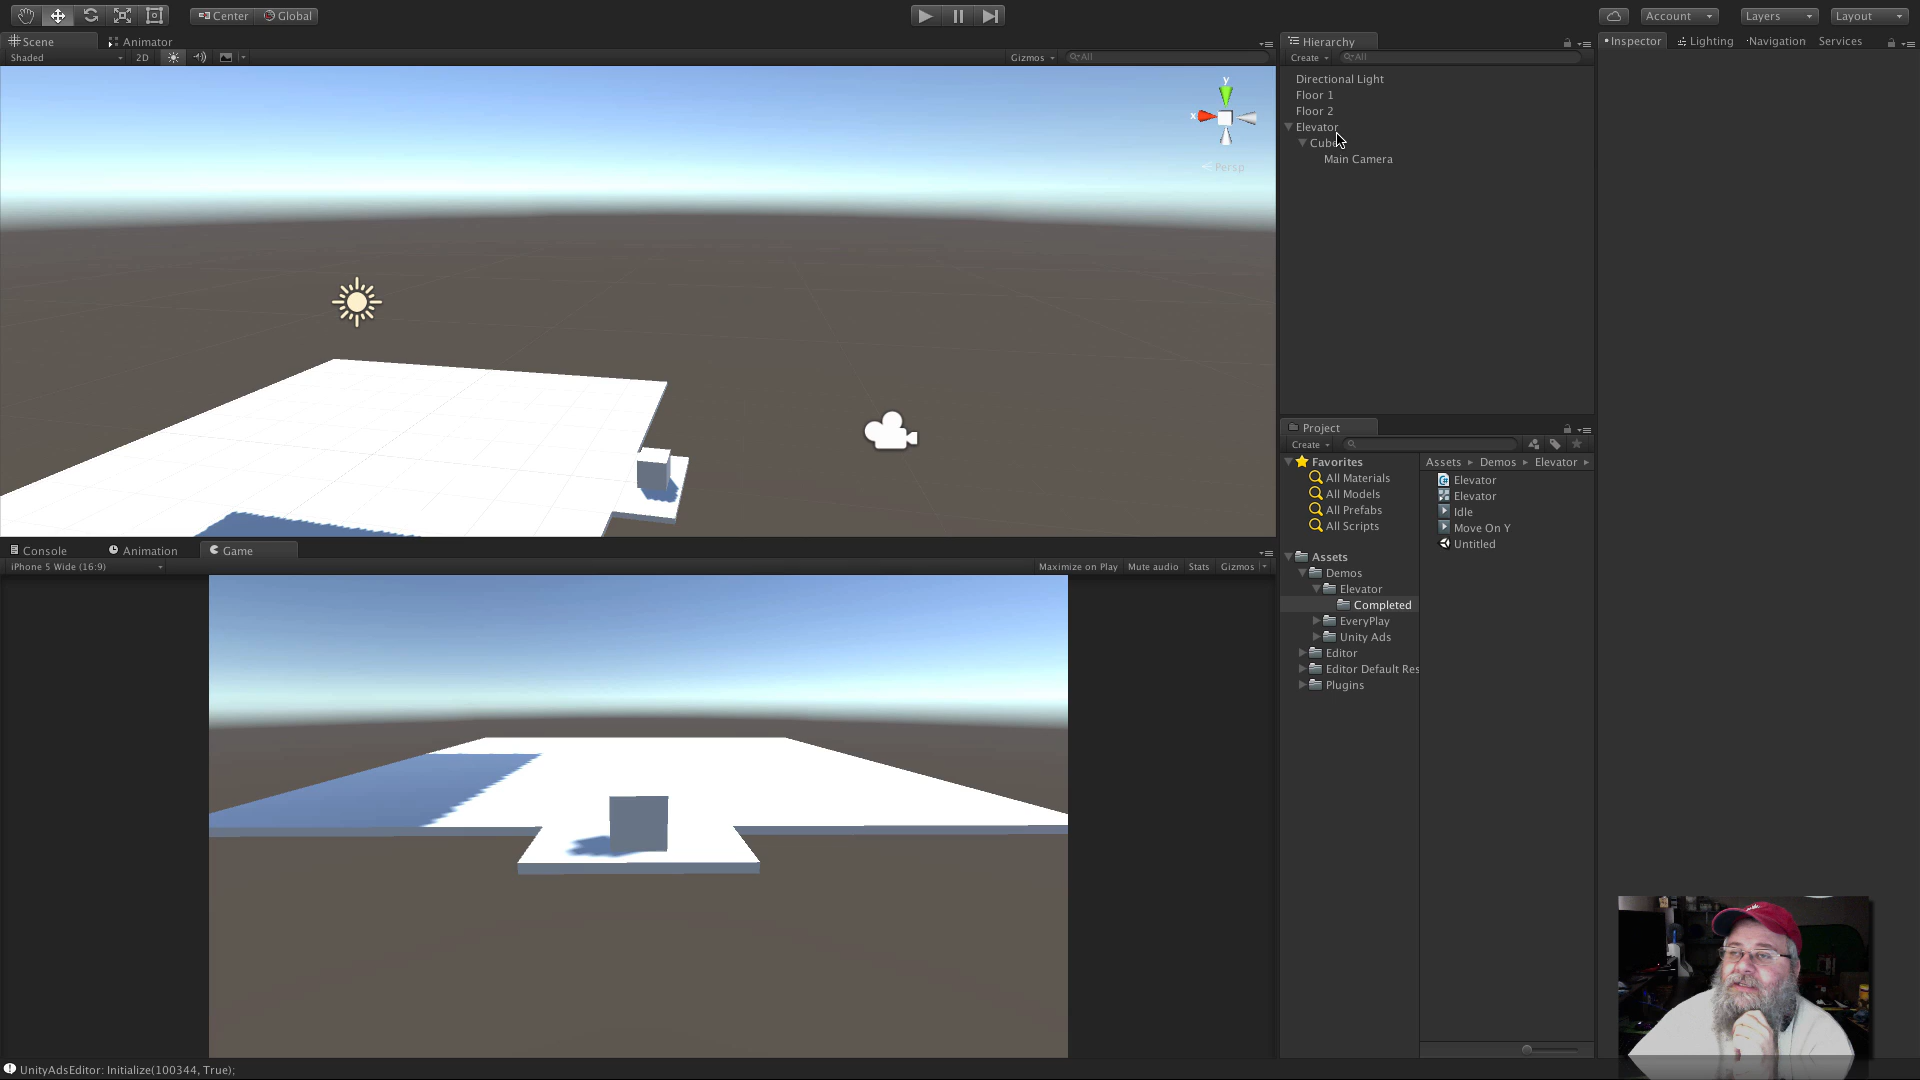 Center Global
Account Layers Layout
Scene Animator
Shaded 2D Gizmos All
y
x
Persp
Hierarchy
Create All
Directional Light
Floor 1
Floor 2
Elevator
Cube
Main Camera
Inspector Lighting Navigation Services
Project
Create
Favorites
All Materials
All Models
All Prefabs
All Scripts
Assets
Demos
Elevator
Completed
EveryPlay
Unity Ads
Editor
Editor Default Res
Plugins
Assets Demos Elevator
Elevator
Elevator
Idle
Move On Y
Untitled
Console Animation Game
iPhone 5 Wide (16:9) Maximize on Play Mute audio Stats Gizmos
UnityAdsEditor: Initialize(100344, True);